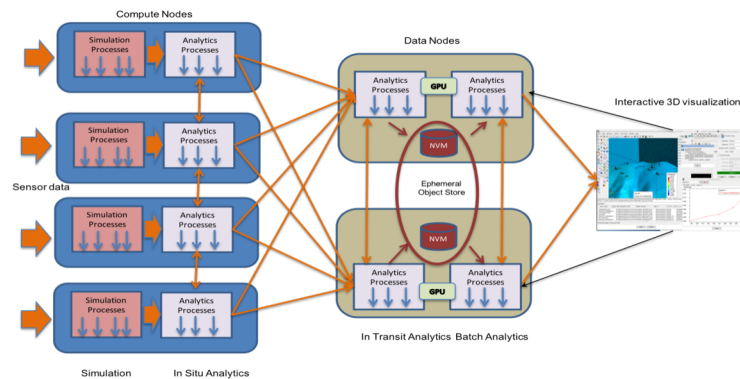 Compute Nodes
Simulation
Processes
Analytics
Processes
Simulation
Processes
Analytics
Processes
Sensor data
Simulation
Processes
Analytics
Processes
Simulation
Processes
Analytics
Processes
Simulation
In Situ Analytics
Data Nodes
Analytics
Processes
GPU
Analytics
Processes
NVM
Ephemeral
Object Store
NVM
Analytics
Processes
GPU
Analytics
Processes
In Transit Analytics
Batch Analytics
Interactive 3D visualization